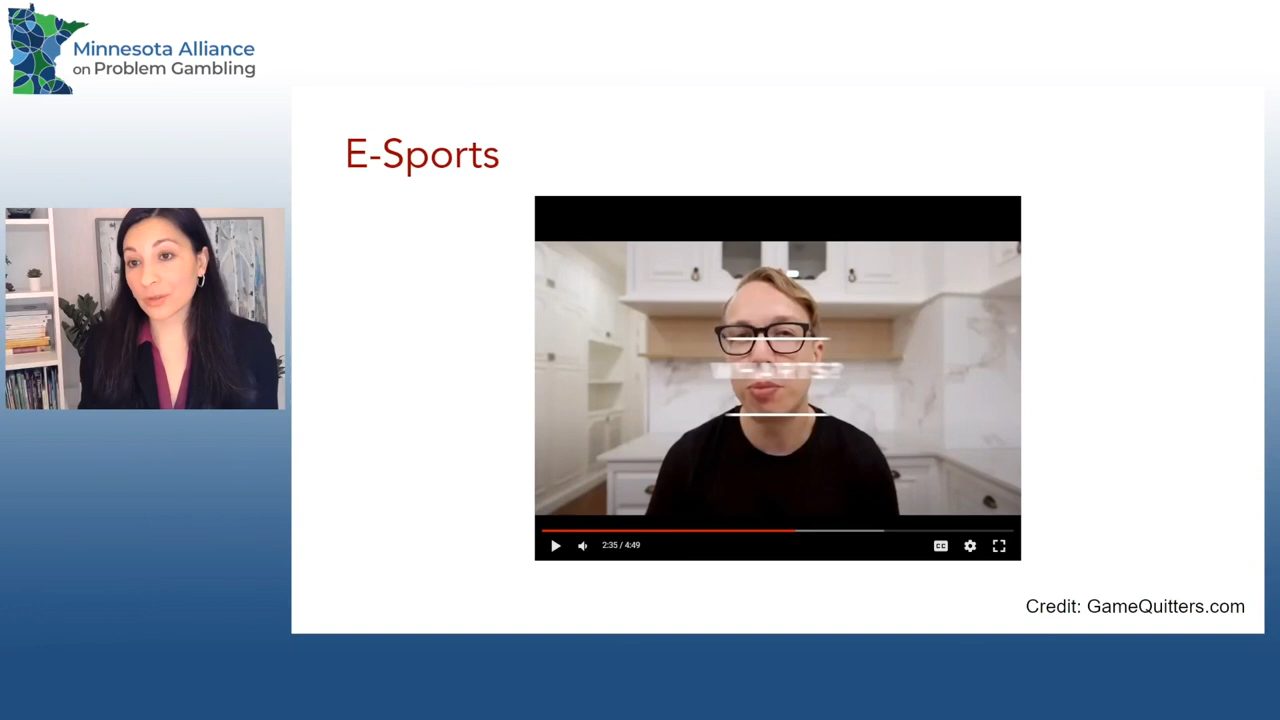 Minnesota Alliance
on Problem Gambling
E-Sports
2:35 / 4:49
CC
Credit: GameQuitters.com